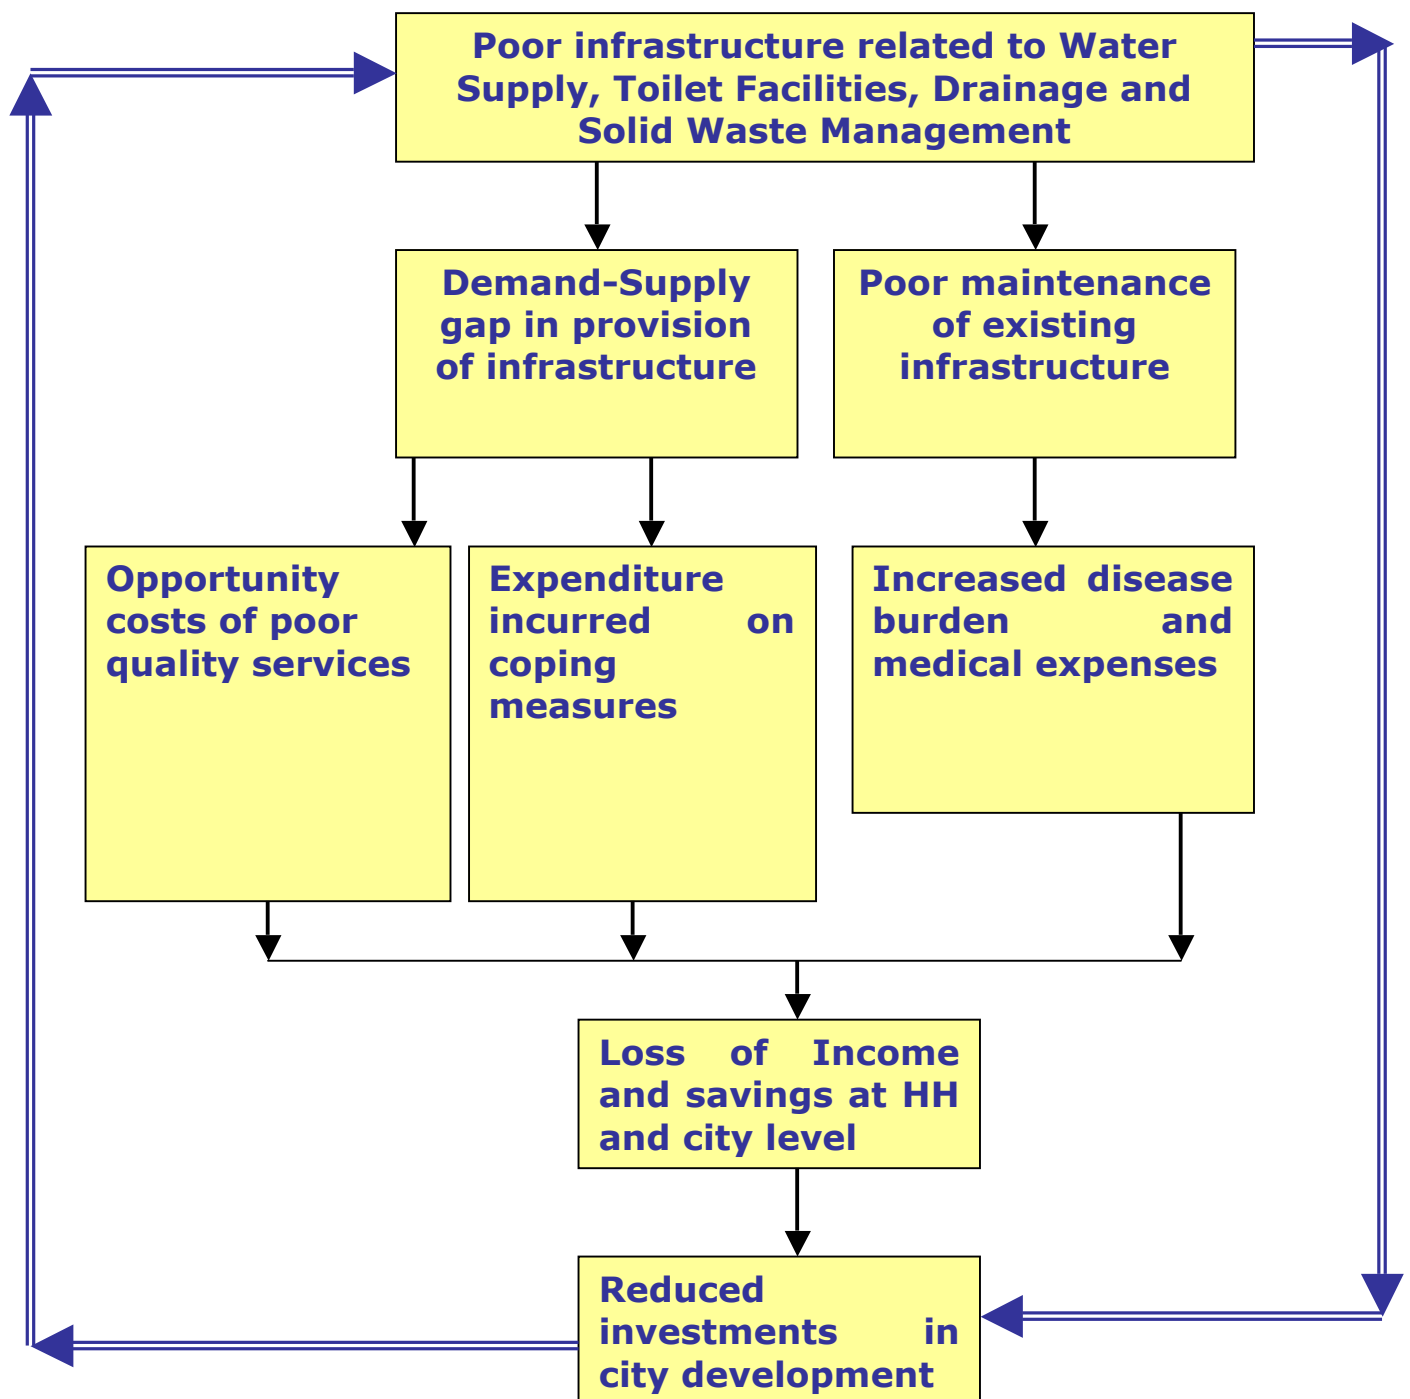 Poor infrastructure related to Water
Supply, Toilet Facilities, Drainage and
Solid Waste Management
Demand-Supply
gap in provision
of infrastructure
Poor maintenance
of existing
infrastructure
Opportunity
costs of poor
quality services
Expenditure
incurred on
coping
measures
Increased disease
burden and
medical expenses
Loss of Income
and savings at HH
and city level
Reduced
investments in
city development